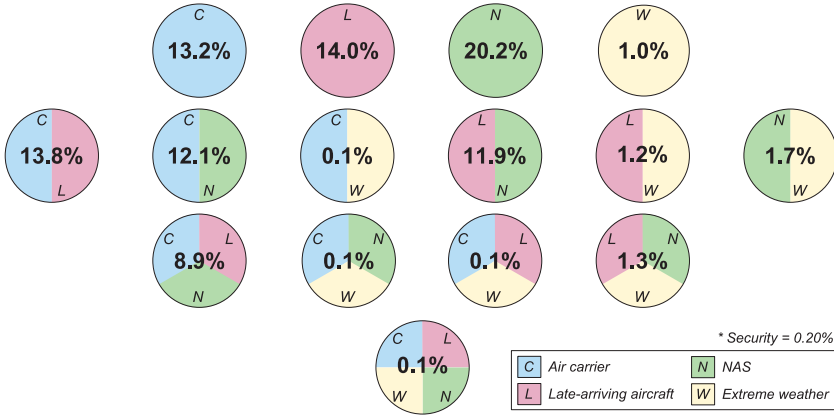 C
13.2%
L
14.0%
N
20.2%
W
1.0%
C
13.8%
L
C
12.1%
N
C
0.1%
W
L
11.9%
N
L
1.2%
W
N
1.7%
W
C L
8.9%
N
C N
0.1%
W
C L
0.1%
W
L N
1.3%
W
C L
0.1%
W N
* Security = 0.20%
C Air carrier
N NAS
L Late-arriving aircraft
W Extreme weather